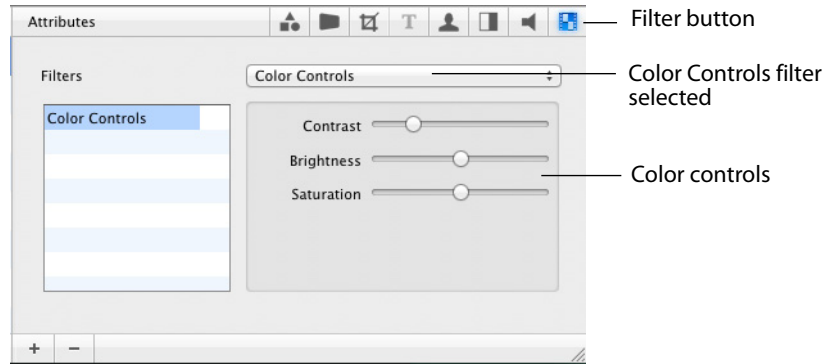 Attributes
T
Filter button
Filters
Color Controls
Color Controls filter
selected
Color Controls
Contrast
Brightness
Color controls
Saturation
+ −